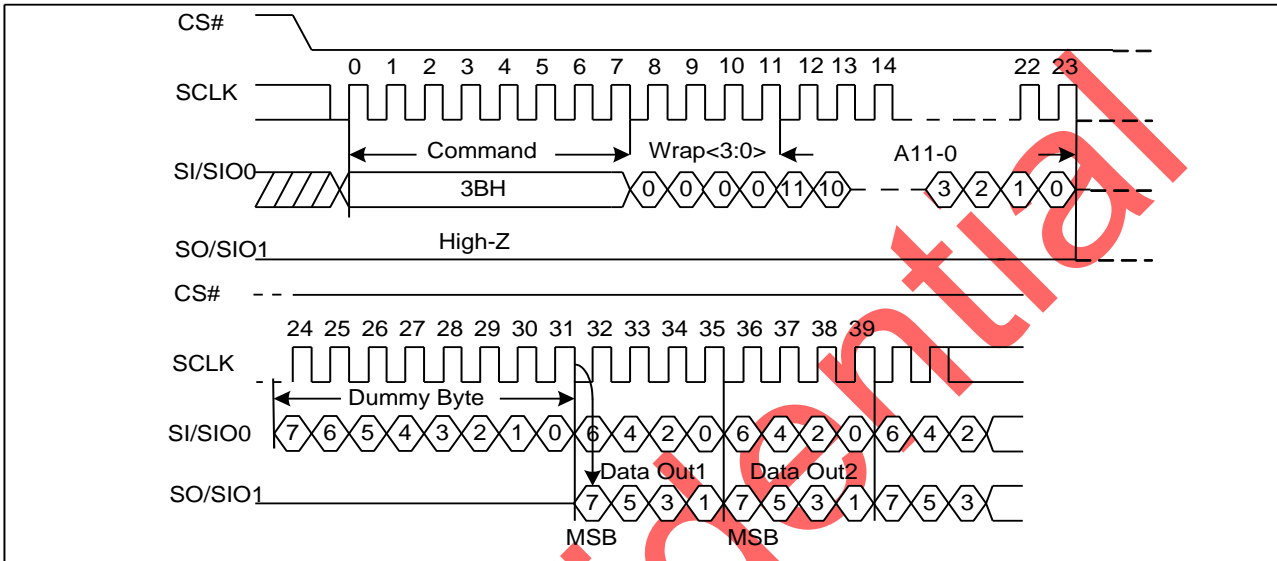 CS#
0 1 2 3 4 5 6 7 8 9 10 11 12 13 14 22 23
SCLK
Command Wrap<3:0> A11-0
SI/SIO0 3BH 0 0 0 0 11 10 3 2 1 0
High-Z
SO/SIO1
CS#
24 25 26 27 28 29 30 31 32 33 34 35 36 37 38 39
SCLK
Dummy Byte
SI/SIO0 7 6 5 4 3 2 1 0 6 4 2 0 6 4 2 0 6 4 2
Data Out1 Data Out2
SO/SIO1 7 5 3 1 7 5 3 1 7 5 3
MSB MSB
idential